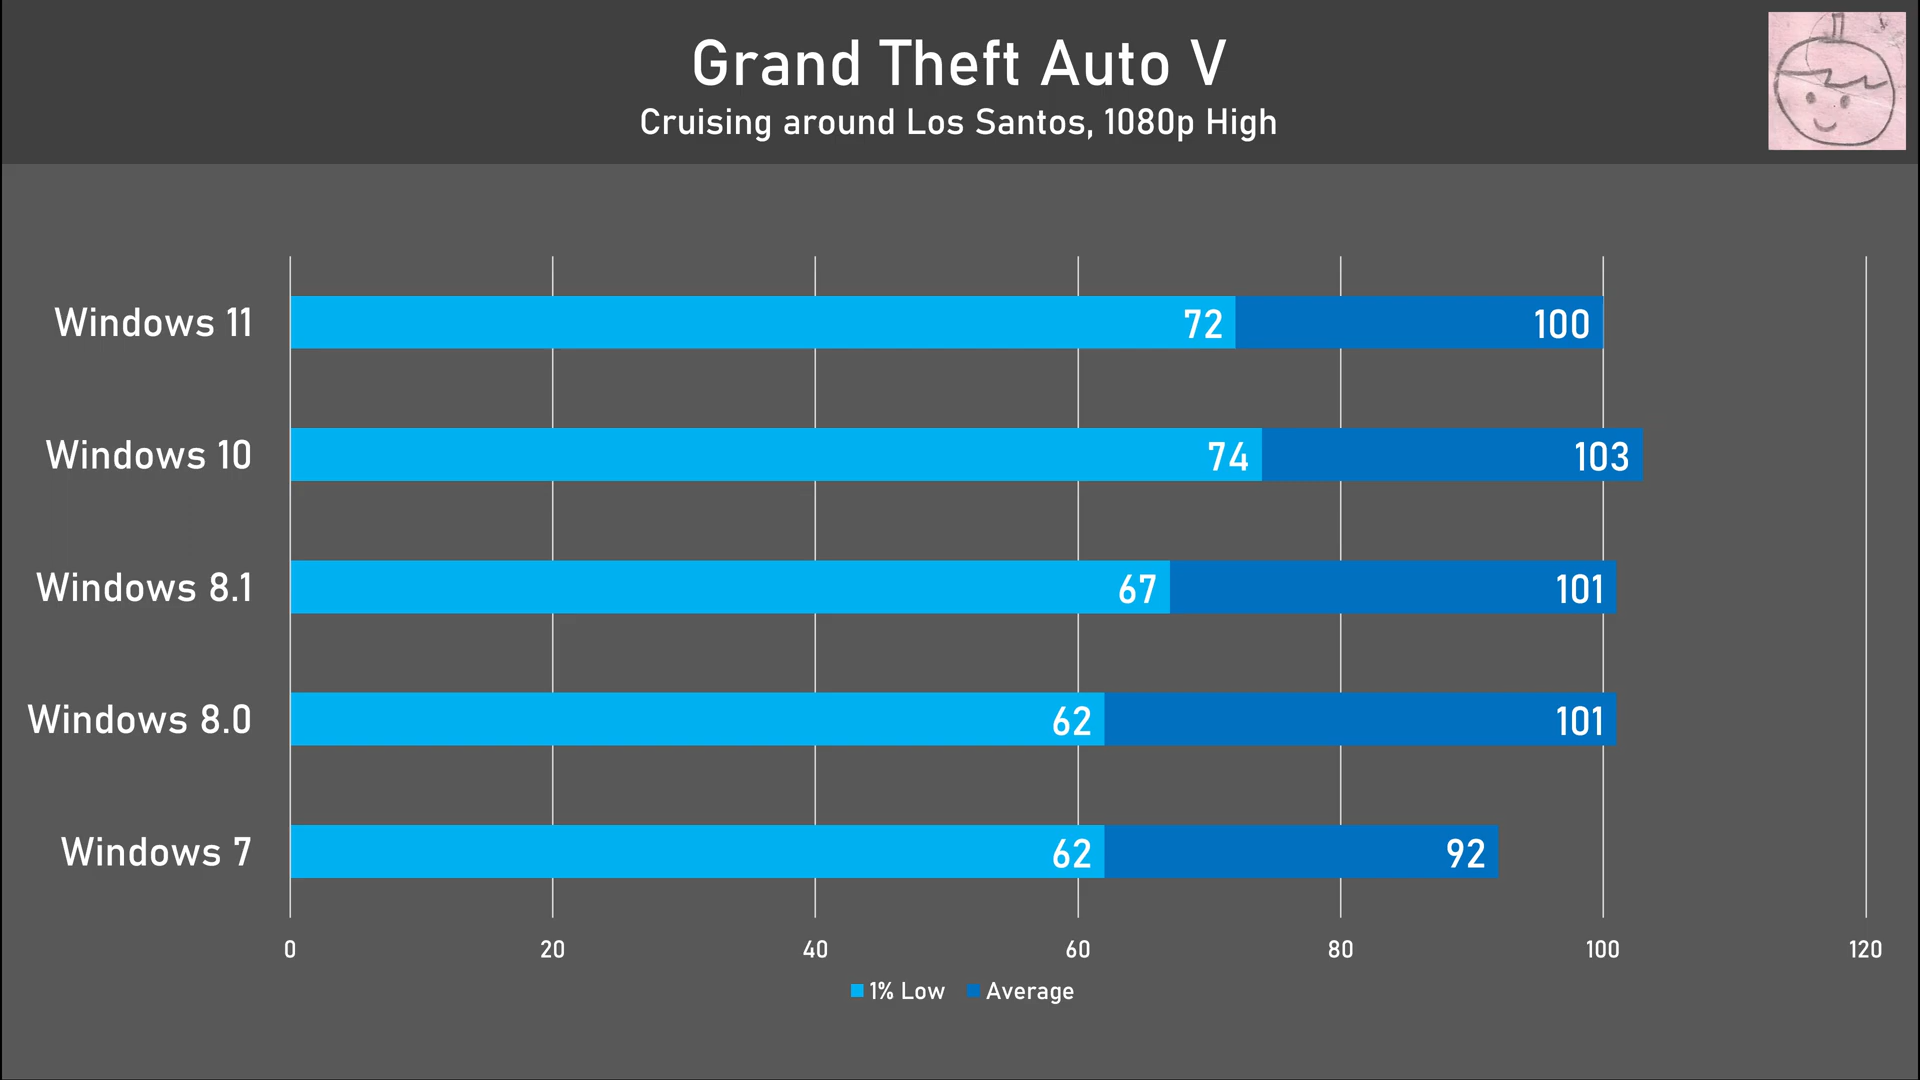 Grand Theft Auto V
Cruising around Los Santos, 1080p High
Windows 11 72 100
Windows 10 74 103
Windows 8.1 67 101
Windows 8.0 62 101
Windows 7 62 92
0 20 40 60 80 100 120
1% Low Average